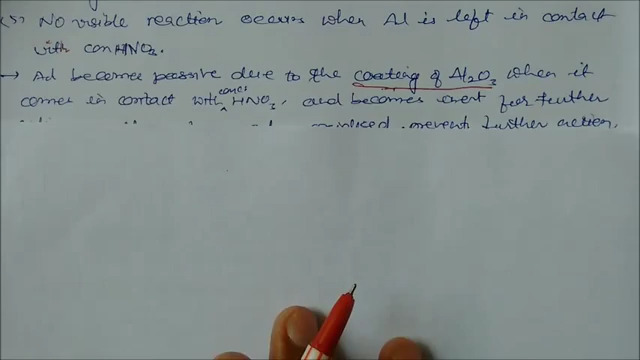 (5) No visible reaction occurs when Al is left in contact
with con HNO3.
→ Al becomes passive due to the coating of Al2O3 when it
comes in contact with conc. HNO3, and becomes inert for further
prevents further action.